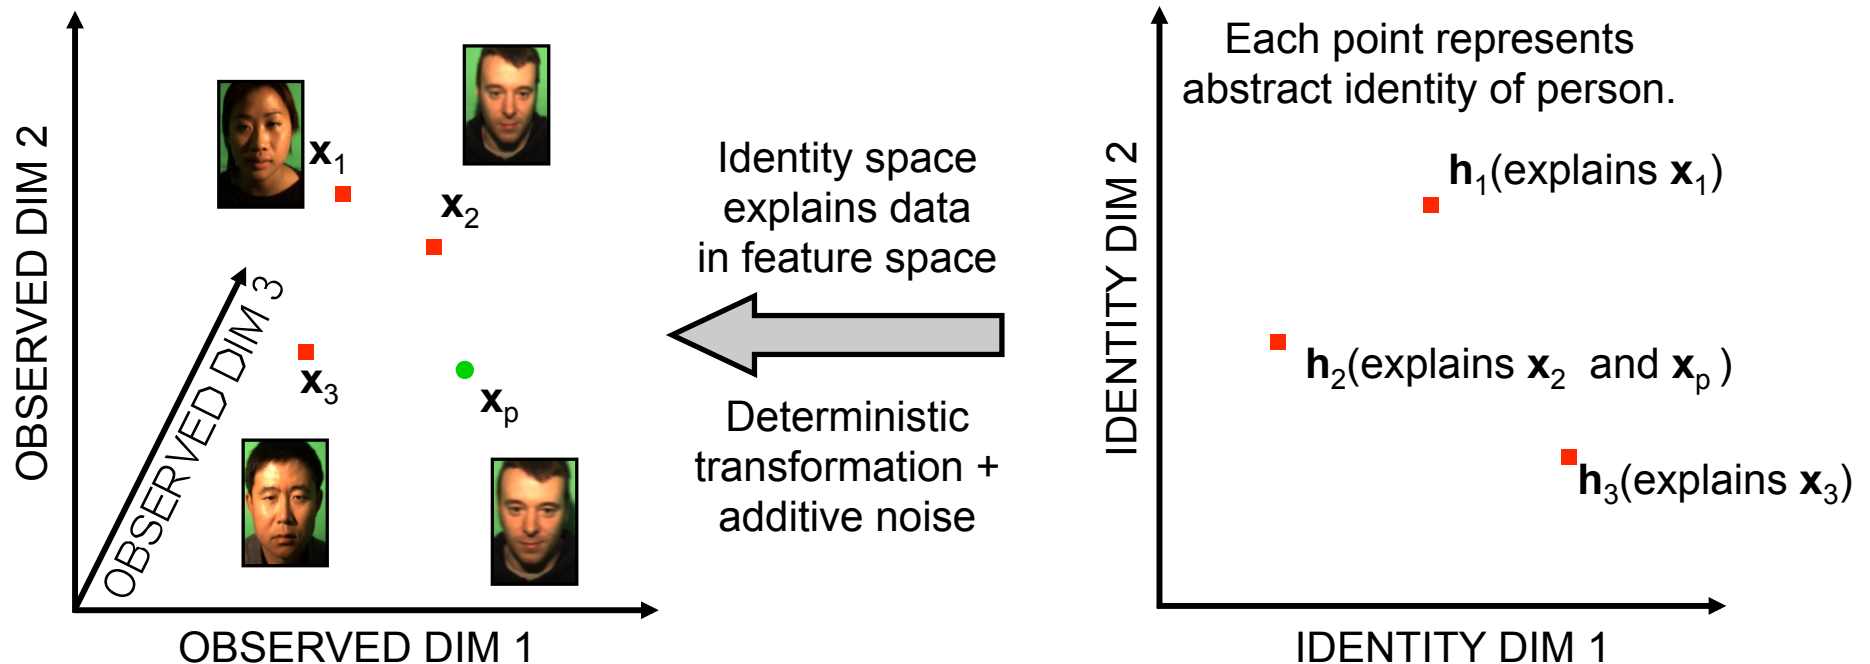 OBSERVED DIM 2
x1
x2
OBSERVED DIM 3
x3
xp
OBSERVED DIM 1
Identity space
explains data
in feature space
Deterministic
transformation +
additive noise
Each point represents
abstract identity of person.
IDENTITY DIM 2
h1(explains x1)
h2(explains x2 and xp )
h3(explains x3)
IDENTITY DIM 1